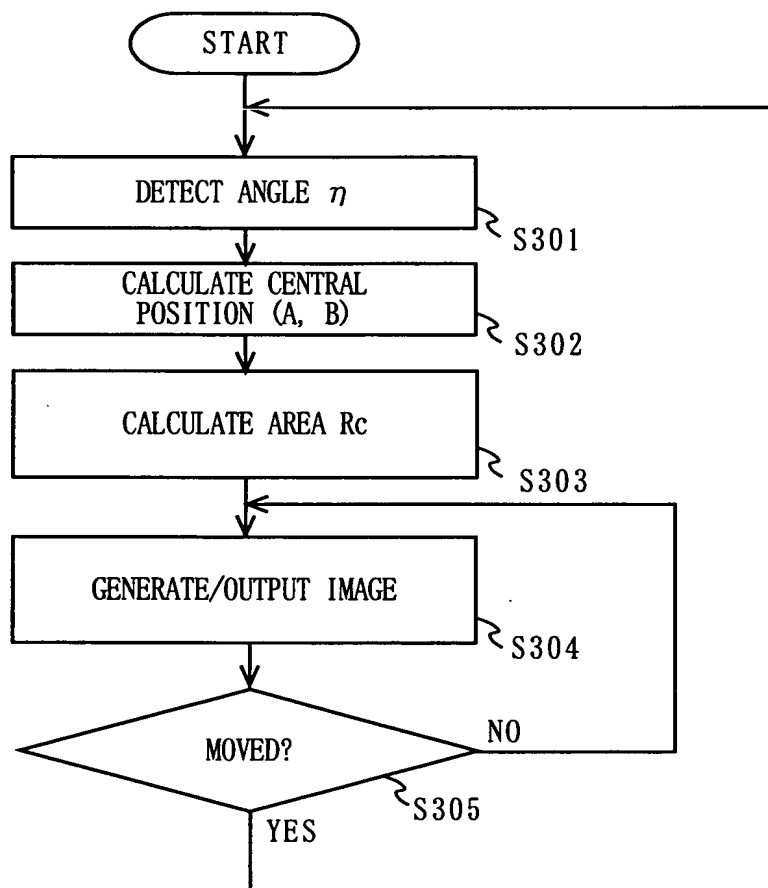 START
DETECT ANGLE η
S301
CALCULATE CENTRAL
POSITION (A, B)
S302
CALCULATE AREA Rc
S303
GENERATE/OUTPUT IMAGE
S304
MOVED?
NO
S305
YES